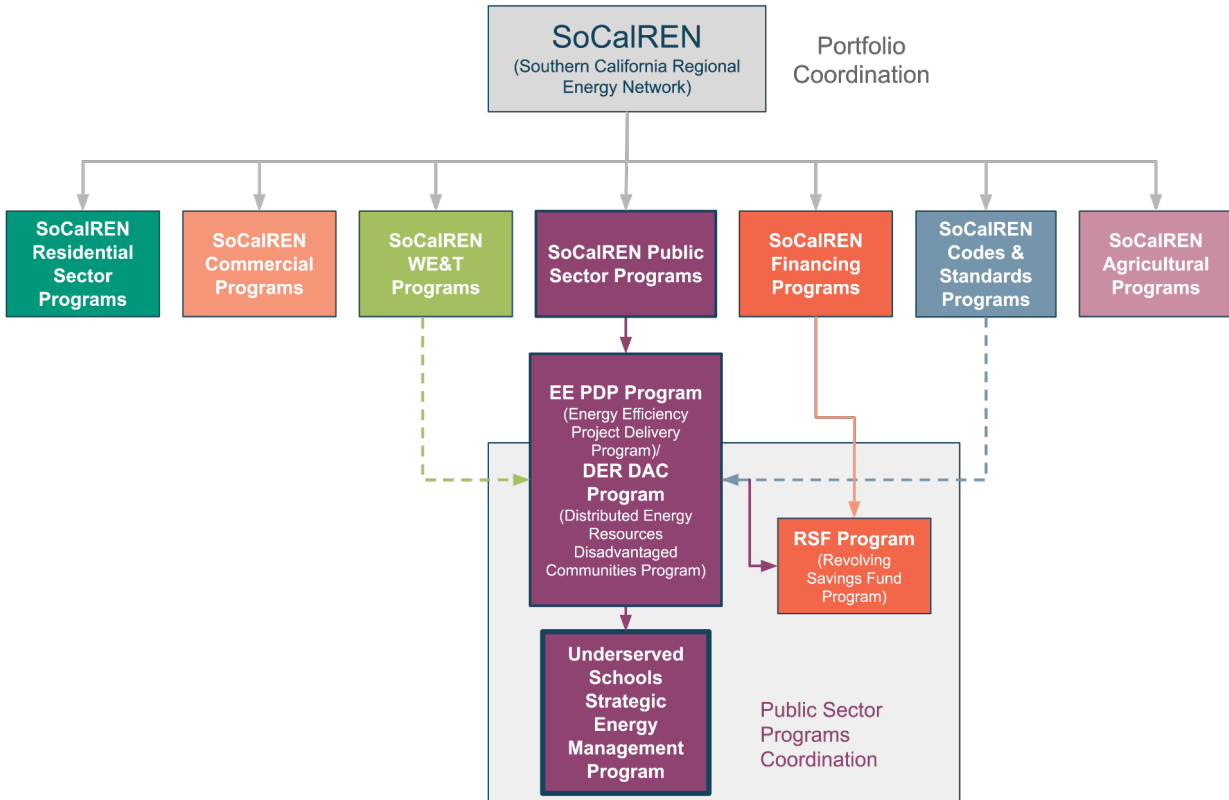 SoCalREN
(Southern California Regional
Energy Network)
Portfolio
Coordination
SoCalREN
Residential
Sector
Programs
SoCalREN
Commercial
Programs
SoCalREN
WE&T
Programs
SoCalREN Public
Sector Programs
SoCalREN
Financing
Programs
SoCalREN
Codes &
Standards
Programs
SoCalREN
Agricultural
Programs
EE PDP Program
(Energy Efficiency
Project Delivery
Program)/
DER DAC
Program
(Distributed Energy
Resources
Disadvantaged
Communities Program)
RSF Program
(Revolving
Savings Fund
Program)
Underserved
Schools
Strategic
Energy
Management
Program
Public Sector
Programs
Coordination